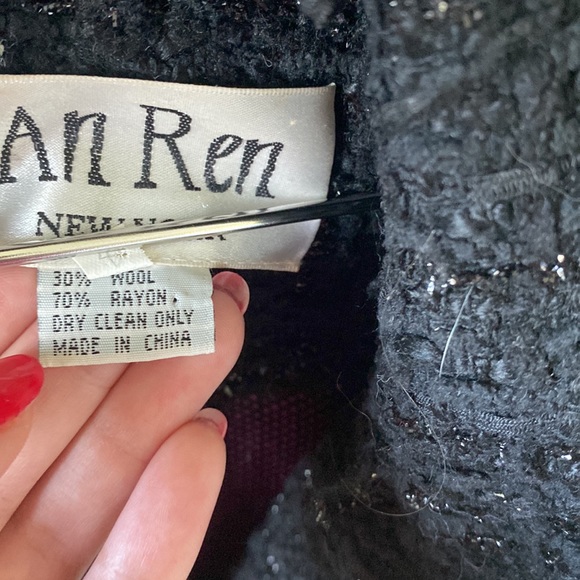 An Ren
NEW
30% WOOL
70% RAYON
DRY CLEAN ONLY
MADE IN CHINA